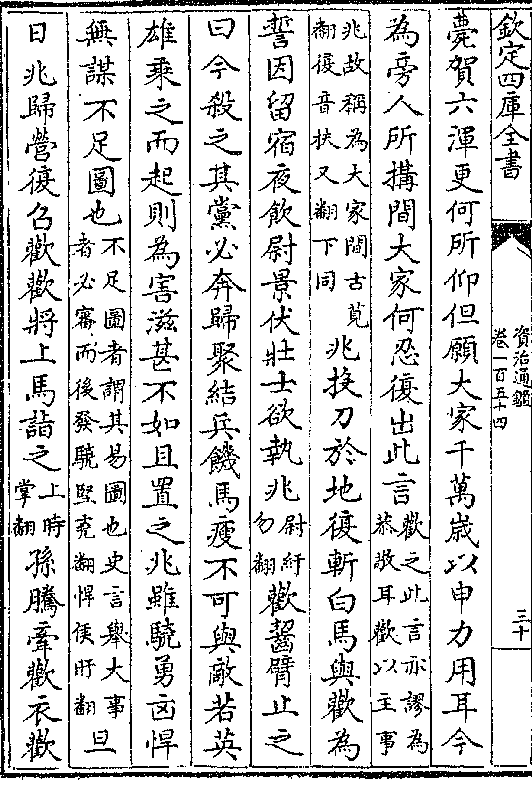 欽定四庫全書
資治通鑑
卷一百五十四
三十
薨賀六渾更何所仰但願大家千萬歲以申力用耳今
為旁人所搆間大家何忍復出此言歡之此言亦謬為
恭敬耳歡以主事
兆故稱為大家間古莧
翻復音扶又翻下同兆投刀於地復斬白馬與歡為
誓因留宿夜飲尉景伏壯士欲執兆尉紆
勿翻歡齧臂止之
曰今殺之其黨必奔歸聚結兵饑馬瘦不可與敵若英
雄乘之而起則為害滋甚不如且置之兆雖驍勇凶悍
無謀不足圖也不足圖者謂其易圖也史言舉大事
者必審而後發驍堅堯翻悍侯旰翻旦
日兆歸營復召歡歡將上馬詣之上時
掌翻孫騰牽歡衣歡